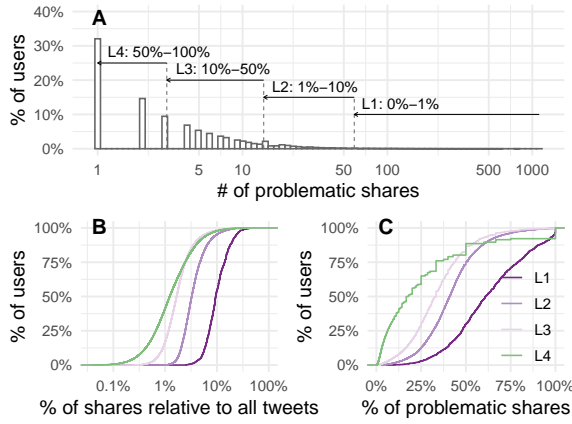 A
40%
30%
20%
10%
0%
% of users
L4: 50%−100%
L3: 10%−50%
L2: 1%−10%
L1: 0%−1%
1 5 10 50 100 500 1000
# of problematic shares
B
100%
75%
50%
25%
0%
% of users
0.1% 1% 10% 100%
% of shares relative to all tweets
C
100%
75%
50%
25%
0%
% of users
L1
L2
L3
L4
0% 25% 50% 75% 100%
% of problematic shares